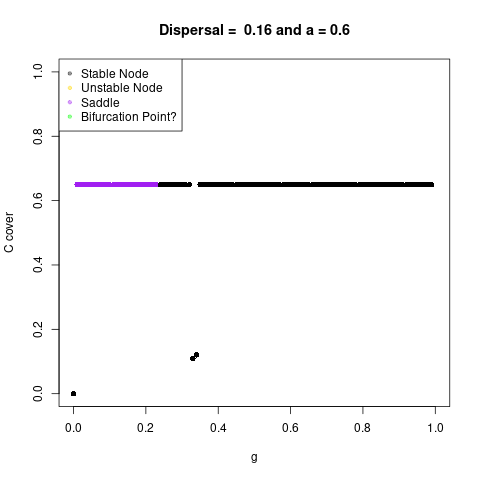 Dispersal =  0.16 and a = 0.6
Stable Node
Unstable Node
Saddle
Bifurcation Point?
C cover
1.0
0.8
0.6
0.4
0.2
0.0
0.0 0.2 0.4 0.6 0.8 1.0
g